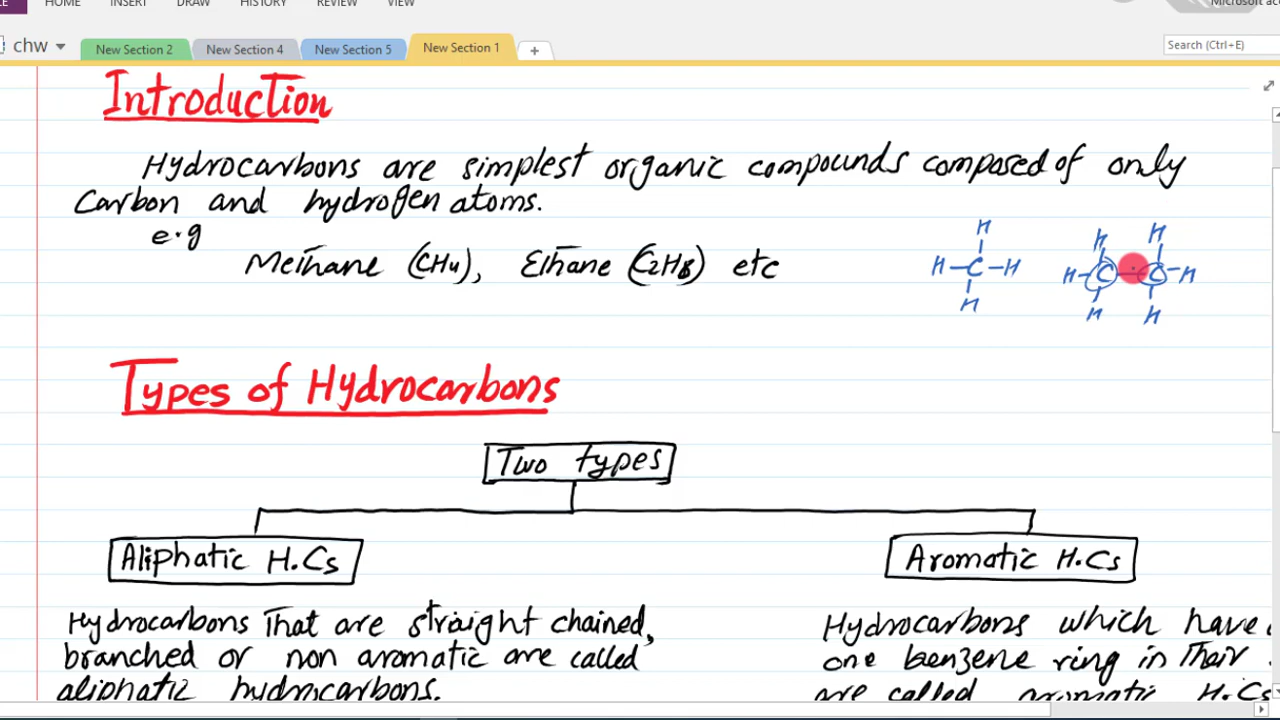 HOME INSERT DRAW HISTORY REVIEW VIEW
chw New Section 2 New Section 4 New Section 5 New Section 1 + Search (Ctrl+E)
Introduction
Hydrocarbons are simplest organic compounds composed of only
Carbon and hydrogen atoms.
e.g
Methane (CH4), Ethane (C2H6) etc
H H H
H-C-H H-C-C-H
H H H
Types of Hydrocarbons
Two types
Aliphatic H.Cs Aromatic H.Cs
Hydrocarbons That are straight chained, Hydrocarbons which have
branched or non aromatic are called one benzene ring in Their
aliphatic hydrocarbons. are called aromatic H.Cs